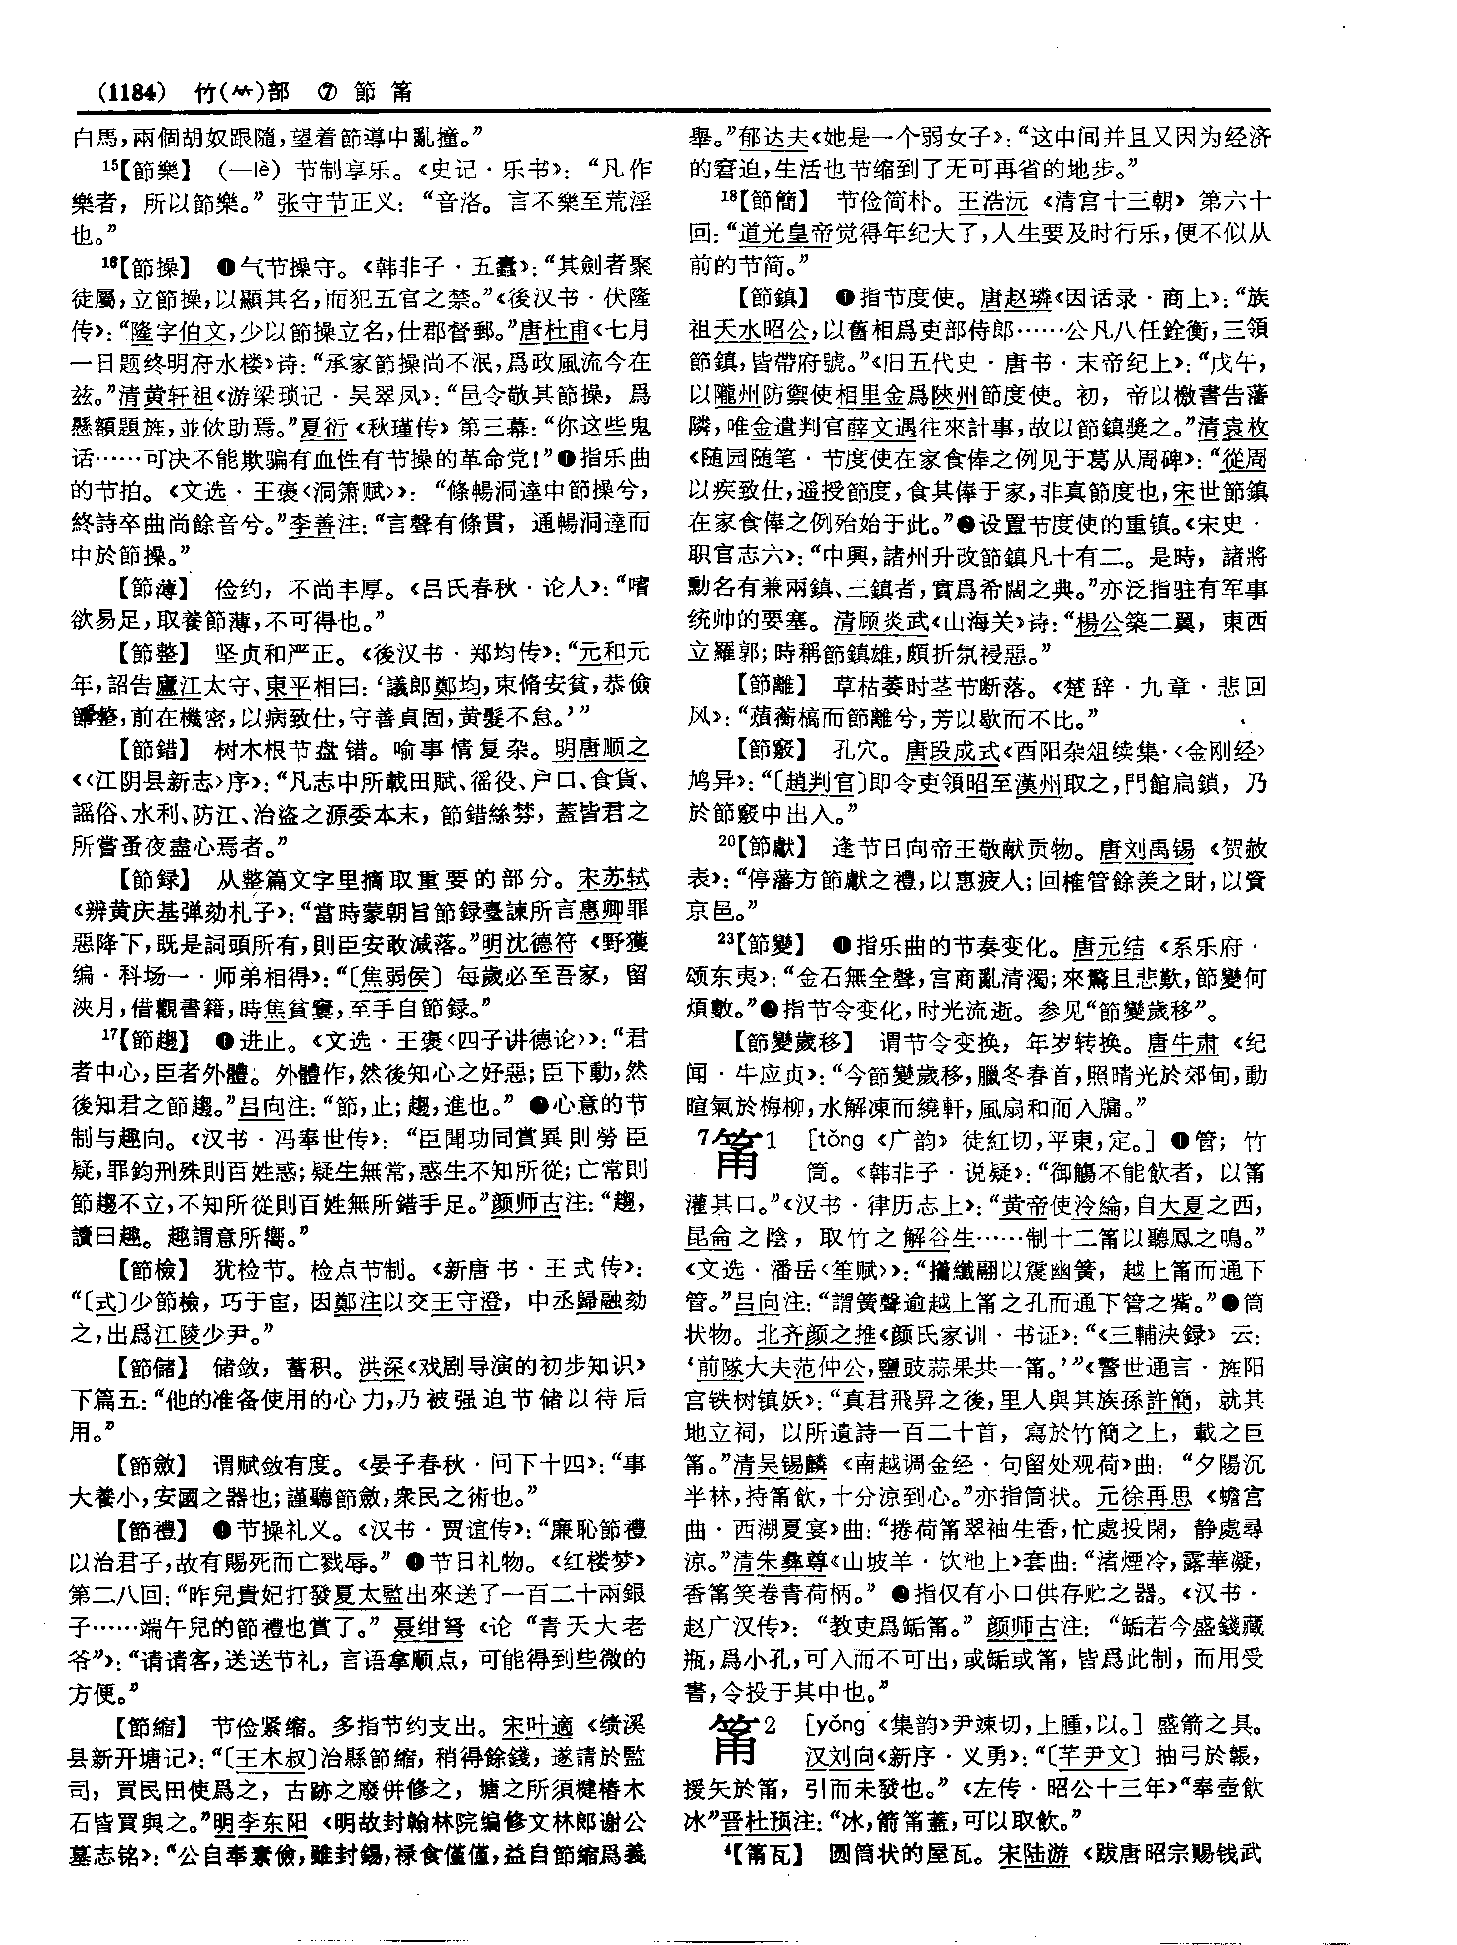 (1184) 竹(⺮)部 ⑦ 節 筩
白馬，兩個胡奴跟隨，望着節導中亂撞。”
15【節樂】 (—lè) 节制享乐。《史记·乐书》：“凡作
樂者，所以節樂。”张守节正义：“音洛。言不樂至荒淫
也。”
16【節操】 ❶气节操守。《韩非子·五蠹》：“其劍者聚
徒屬，立節操，以顯其名，而犯五官之禁。”《後汉书·伏隆
传》：“隆字伯文，少以節操立名，仕郡督郵。”唐杜甫《七月
一日题终明府水楼》诗：“承家節操尚不泯，爲政風流今在
兹。”清黄轩祖《游梁琐记·吴翠凤》：“邑令敬其節操，爲
懸額題旌，並佽助焉。”夏衍《秋瑾传》第三幕：“你这些鬼
话……可决不能欺骗有血性有节操的革命党！”❷指乐曲
的节拍。《文选·王褒〈洞箫赋〉》：“條暢洞達中節操兮，
終詩卒曲尚餘音兮。”李善注：“言聲有條貫，通暢洞達而
中於節操。”
【節薄】 俭约，不尚丰厚。《吕氏春秋·论人》：“嗜
欲易足，取養節薄，不可得也。”
【節整】 坚贞和严正。《後汉书·郑均传》：“元和元
年，詔告廬江太守、東平相曰：‘議郎鄭均，束脩安貧，恭儉
節整，前在機密，以病致仕，守善貞固，黄髮不怠。’”
【節錯】 树木根节盘错。喻事情复杂。明唐顺之
《〈江阴县新志〉序》：“凡志中所載田賦、徭役、户口、食貨、
謡俗、水利、防江、治盜之源委本末，節錯絲棼，蓋皆君之
所嘗蚤夜盡心焉者。”
【節録】 从整篇文字里摘取重要的部分。宋苏轼
《辨黄庆基弹劾札子》：“當時蒙朝旨節録臺諫所言惠卿罪
惡降下，既是詞頭所有，則臣安敢減落。”明沈德符《野獲
编·科场一·师弟相得》：“〔焦弱侯〕每歲必至吾家，留
浹月，借觀書籍，時焦貧窶，至手自節録。”
17【節趨】 ❶进止。《文选·王褒〈四子讲德论〉》：“君
者中心，臣者外體。外體作，然後知心之好惡；臣下動，然
後知君之節趨。”吕向注：“節，止；趨，進也。” ❷心意的节
制与趣向。《汉书·冯奉世传》：“臣聞功同賞異則勞臣
疑，罪鈞刑殊則百姓惑；疑生無常，惑生不知所從；亡常則
節趨不立，不知所從則百姓無所錯手足。”颜师古注：“趨，
讀曰趣。趣謂意所嚮。”
【節檢】 犹检节。检点节制。《新唐书·王式传》：
“〔式〕少節檢，巧于宦，因鄭注以交王守澄，中丞歸融劾
之，出爲江陵少尹。”
【節儲】 储敛，蓄积。洪深《戏剧导演的初步知识》
下篇五：“他的准备使用的心力，乃被强迫节储以待后
用。”
【節斂】 谓赋敛有度。《晏子春秋·问下十四》：“事
大養小，安國之器也；謹聽節斂，衆民之術也。”
【節禮】 ❶节操礼义。《汉书·贾谊传》：“廉恥節禮
以治君子，故有賜死而亡戮辱。” ❷节日礼物。《红楼梦》
第二八回：“昨兒貴妃打發夏太監出來送了一百二十兩銀
子……端午兒的節禮也賞了。”聂绀弩《论“青天大老
爷”》：“请请客，送送节礼，言语拿顺点，可能得到些微的
方便。”
【節縮】 节俭紧缩。多指节约支出。宋叶適《绩溪
县新开塘记》：“〔王木叔〕治縣節縮，稍得餘錢，遂請於監
司，買民田使爲之，古跡之廢併修之，塘之所須楗樁木
石皆買與之。”明李东阳《明故封翰林院编修文林郎谢公
墓志铭》：“公自奉素儉，雖封錫，禄食僅僅，益自節縮爲義
舉。”郁达夫《她是一个弱女子》：“这中间并且又因为经济
的窘迫，生活也节缩到了无可再省的地步。”
18【節簡】 节俭简朴。王浩沅《清宫十三朝》第六十
回：“道光皇帝觉得年纪大了，人生要及时行乐，便不似从
前的节简。”
【節鎮】 ❶指节度使。唐赵璘《因话录·商上》：“族
祖天水昭公，以舊相爲吏部侍郎……公凡八任銓衡，三領
節鎮，皆帶府號。”《旧五代史·唐书·末帝纪上》：“戊午，
以隴州防禦使相里金爲陝州節度使。初，帝以檄書告藩
隣，唯金遣判官薛文遇往來計事，故以節鎮獎之。”清袁枚
《随园随笔·节度使在家食俸之例见于葛从周碑》：“從周
以疾致仕，遥授節度，食其俸于家，非真節度也，宋世節鎮
在家食俸之例殆始于此。”❷设置节度使的重镇。《宋史·
职官志六》：“中興，諸州升改節鎮凡十有二。是時，諸將
勳名有兼兩鎮、三鎮者，實爲希闊之典。”亦泛指驻有军事
统帅的要塞。清顾炎武《山海关》诗：“楊公築二翼，東西
立羅郭；時稱節鎮雄，頗折氛祲惡。”
【節離】 草枯萎时茎节断落。《楚辞·九章·悲回
风》：“薠蘅槁而節離兮，芳以歇而不比。”
【節竅】 孔穴。唐段成式《酉阳杂俎续集·〈金刚经〉
鸠异》：“〔趙判官〕即令吏領昭至漢州取之，門館扃鎖，乃
於節竅中出入。”
20【節獻】 逢节日向帝王敬献贡物。唐刘禹锡《贺赦
表》：“停藩方節獻之禮，以惠疲人；回榷管餘羨之財，以資
京邑。”
23【節變】 ❶指乐曲的节奏变化。唐元结《系乐府·
颂东夷》：“金石無全聲，宫商亂清濁；來驚且悲歎，節變何
煩數。”❷指节令变化，时光流逝。参见“節變歲移”。
【節變歲移】 谓节令变换，年岁转换。唐牛肃《纪
闻·牛应贞》：“今節變歲移，臘冬春首，照晴光於郊甸，動
暄氣於梅柳，水解凍而繞軒，風扇和而入牖。”
7筩1 ［tǒng《广韵》徒紅切，平東，定。］❶管；竹
筒。《韩非子·说疑》：“御觴不能飲者，以筩
灌其口。”《汉书·律历志上》：“黄帝使泠綸，自大夏之西，
昆侖之陰，取竹之解谷生……制十二筩以聽鳳之鳴。”
《文选·潘岳〈笙赋〉》：“攡纖翮以震幽簧，越上筩而通下
管。”吕向注：“謂簧聲逾越上筩之孔而通下管之觜。”❷筒
状物。北齐颜之推《颜氏家训·书证》：“《三輔決録》云：
‘前隊大夫范仲公，鹽豉蒜果共一筩。’”《警世通言·旌阳
宫铁树镇妖》：“真君飛昇之後，里人與其族孫許簡，就其
地立祠，以所遺詩一百二十首，寫於竹簡之上，載之巨
筩。”清吴锡麟《南越调金经·句留处观荷》曲：“夕陽沉
半林，持筩飲，十分涼到心。”亦指筒状。元徐再思《蟾宫
曲·西湖夏宴》曲：“捲荷筩翠袖生香，忙處投閑，静處尋
涼。”清朱彝尊《山坡羊·饮池上》套曲：“渚煙冷，露華凝，
香筩笑卷青荷柄。” ❸指仅有小口供存贮之器。《汉书·
赵广汉传》：“教吏爲缿筩。”颜师古注：“缿若今盛錢藏
瓶，爲小孔，可入而不可出，或缿或筩，皆爲此制，而用受
書，令投于其中也。”
筩2 ［yǒng《集韵》尹竦切，上腫，以。］盛箭之具。
汉刘向《新序·义勇》：“〔芊尹文〕抽弓於韔，
援矢於筩，引而未發也。”《左传·昭公十三年》“奉壺飲
冰”晋杜预注：“冰，箭筩蓋，可以取飲。”
4【筩瓦】 圆筒状的屋瓦。宋陆游《跋唐昭宗赐钱武